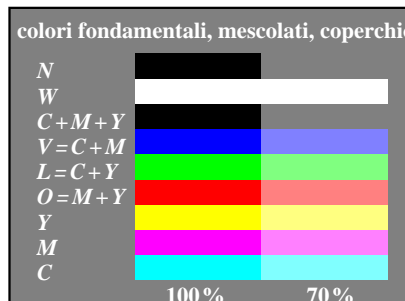 colori fondamentali, mescolati, coperchio
N
W
C+M+Y
V=C+M
L=C+Y
O=M+Y
Y
M
C
100%
70%